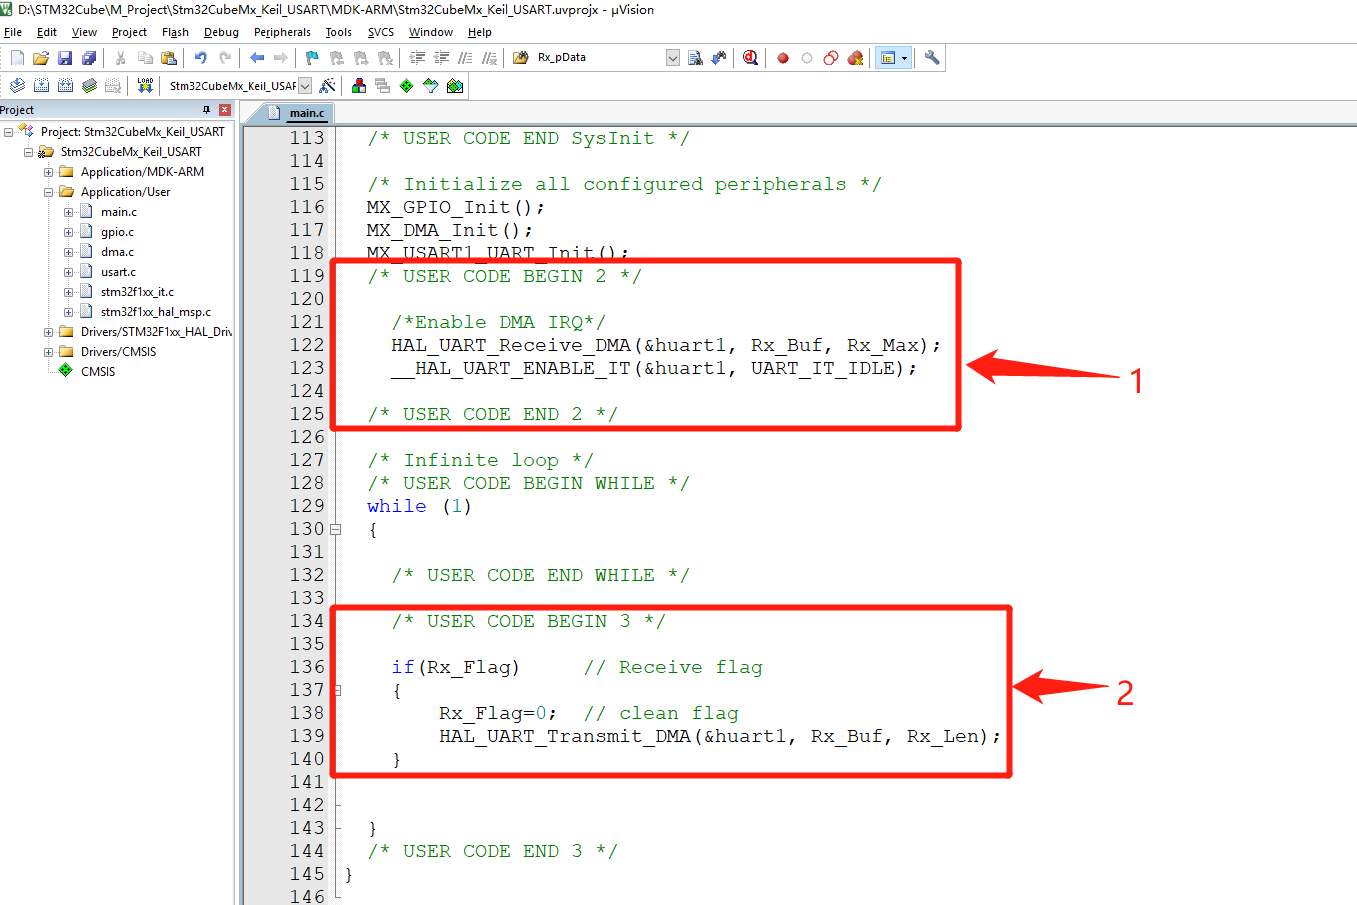 D:\STM32Cube\M_Project\Stm32CubeMx_Keil_USART\MDK-ARM\Stm32CubeMx_Keil_USART.uvprojx - µVision
File Edit View Project Flash Debug Peripherals Tools SVCS Window Help
Rx_pData
LOAD
Stm32CubeMx_Keil_USAR
Project
Project: Stm32CubeMx_Keil_USART
Stm32CubeMx_Keil_USART
Application/MDK-ARM
Application/User
main.c
gpio.c
dma.c
usart.c
stm32f1xx_it.c
stm32f1xx_hal_msp.c
Drivers/STM32F1xx_HAL_Driv
Drivers/CMSIS
CMSIS
main.c
113 /* USER CODE END SysInit */
114
115 /* Initialize all configured peripherals */
116 MX_GPIO_Init();
117 MX_DMA_Init();
118 MX_USART1_UART_Init();
119 /* USER CODE BEGIN 2 */
120
121 /*Enable DMA IRQ*/
122 HAL_UART_Receive_DMA(&huart1, Rx_Buf, Rx_Max);
123 __HAL_UART_ENABLE_IT(&huart1, UART_IT_IDLE);
1
124
125 /* USER CODE END 2 */
126
127 /* Infinite loop */
128 /* USER CODE BEGIN WHILE */
129 while (1)
130 {
131
132 /* USER CODE END WHILE */
133
134 /* USER CODE BEGIN 3 */
135
136 if(Rx_Flag) // Receive flag
137 {
2
138 Rx_Flag=0; // clean flag
139 HAL_UART_Transmit_DMA(&huart1, Rx_Buf, Rx_Len);
140 }
141
142
143 }
144 /* USER CODE END 3 */
145 }
146